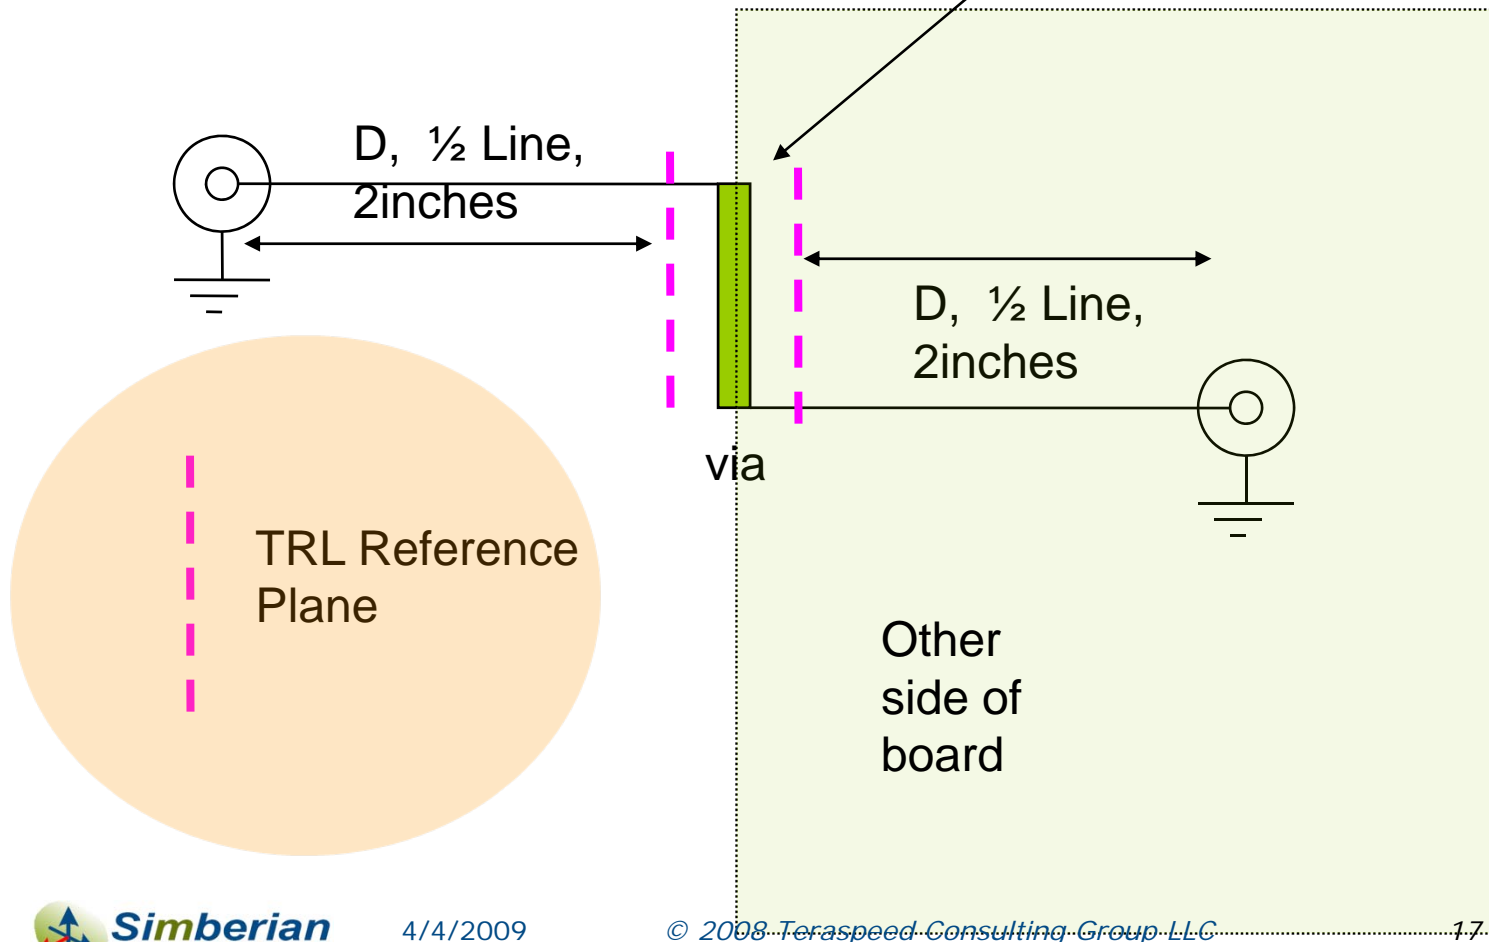 D, ½ Line,
2inches
D, ½ Line,
2inches
via
TRL Reference
Plane
Other
side of
board
Simberian
4/4/2009
© 2008 Teraspeed Consulting Group LLC
17